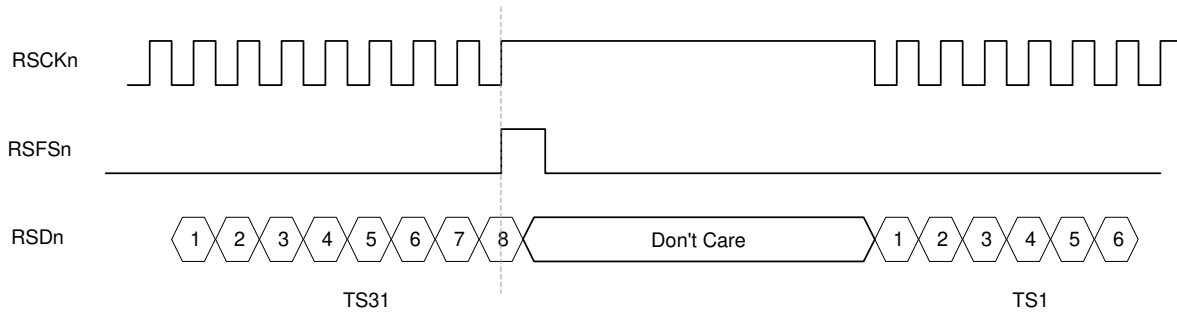 RSCKn
RSFSn
RSDn 1 2 3 4 5 6 7 8 Don't Care 1 2 3 4 5 6
TS31 TS1